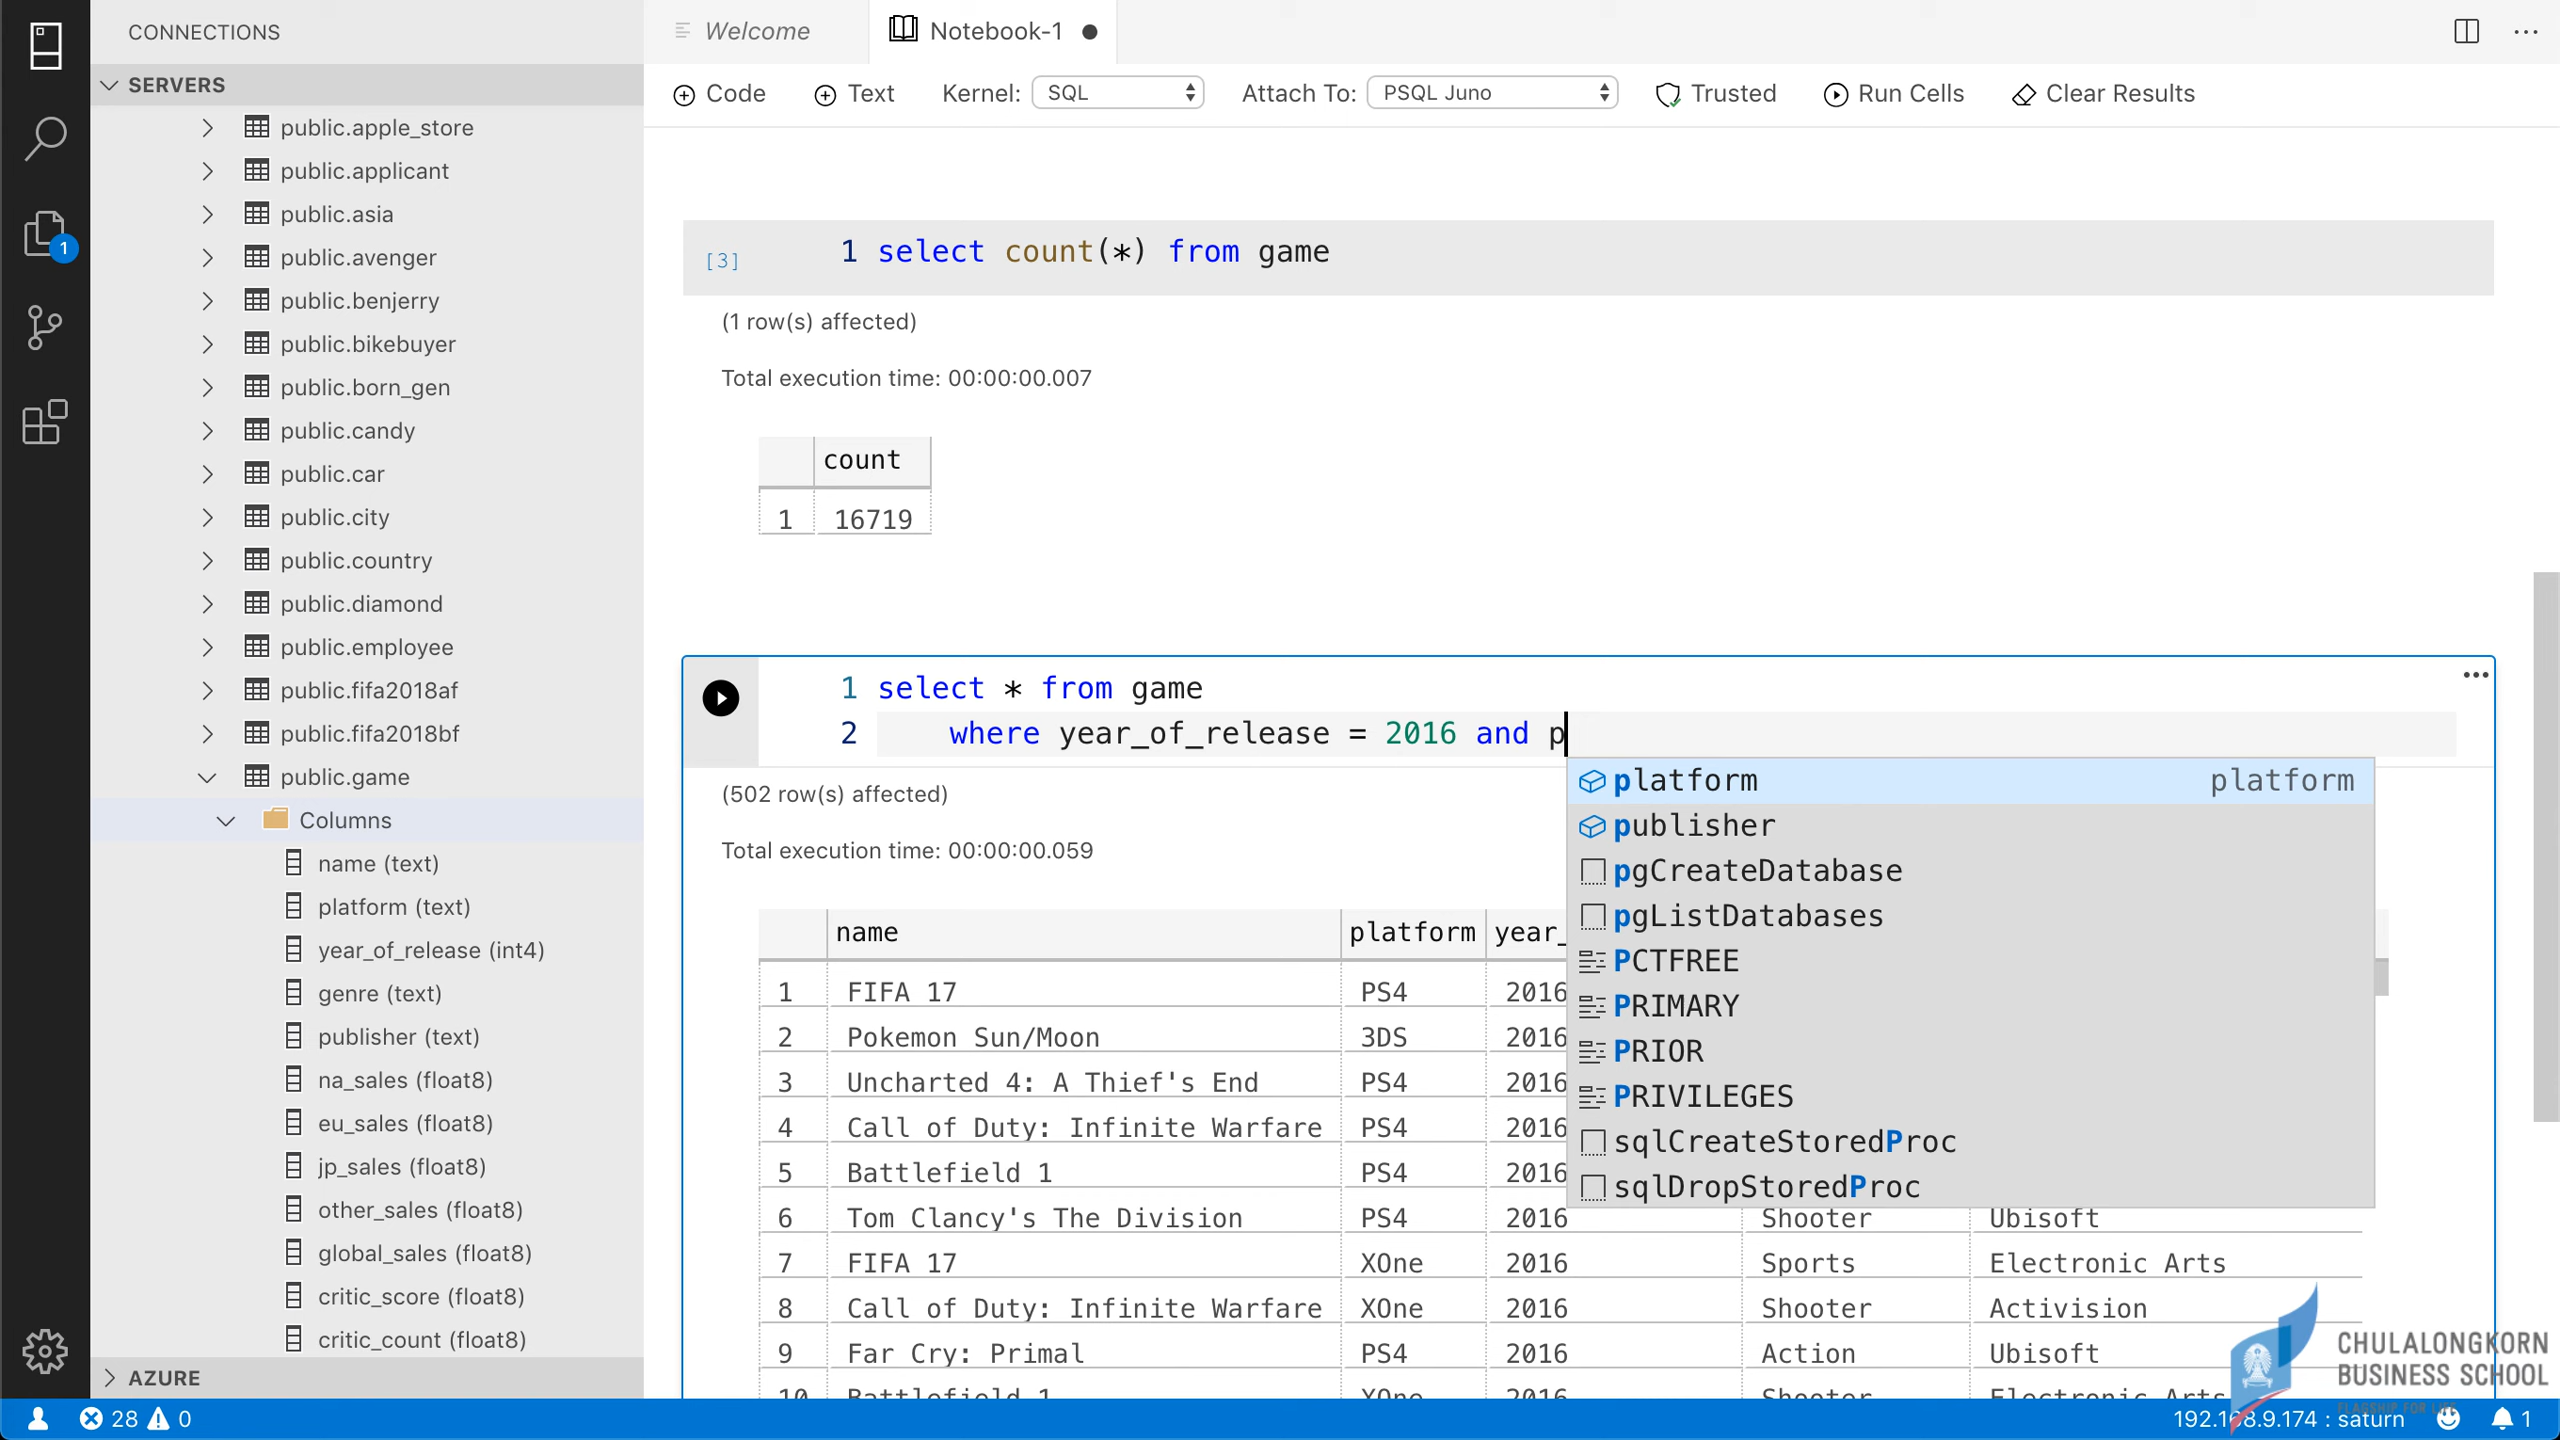 CONNECTIONS
SERVERS
public.apple_store
public.applicant
public.asia
public.avenger
public.benjerry
public.bikebuyer
public.born_gen
public.candy
public.car
public.city
public.country
public.diamond
public.employee
public.fifa2018af
public.fifa2018bf
public.game
Columns
name (text)
platform (text)
year_of_release (int4)
genre (text)
publisher (text)
na_sales (float8)
eu_sales (float8)
jp_sales (float8)
other_sales (float8)
global_sales (float8)
critic_score (float8)
critic_count (float8)
AZURE
1
Welcome
Notebook-1
Code Text Kernel: SQL Attach To: PSQL Juno Trusted Run Cells Clear Results
[3] 1 select count(*) from game
(1 row(s) affected)
Total execution time: 00:00:00.007
count
1 16719
1 select * from game
2 where year_of_release = 2016 and p
platform platform
publisher
pgCreateDatabase
pgListDatabases
PCTFREE
PRIMARY
PRIOR
PRIVILEGES
sqlCreateStoredProc
sqlDropStoredProc
(502 row(s) affected)
Total execution time: 00:00:00.059
name platform year_
1 FIFA 17 PS4 2016
2 Pokemon Sun/Moon 3DS 2016
3 Uncharted 4: A Thief's End PS4 2016
4 Call of Duty: Infinite Warfare PS4 2016
5 Battlefield 1 PS4 2016
6 Tom Clancy's The Division PS4 2016 Shooter Ubisoft
7 FIFA 17 XOne 2016 Sports Electronic Arts
8 Call of Duty: Infinite Warfare XOne 2016 Shooter Activision
9 Far Cry: Primal PS4 2016 Action Ubisoft
10 Battlefield 1 XOne 2016 Shooter Electronic Arts
CHULALONGKORN
BUSINESS SCHOOL
28 0
192.168.9.174 : saturn 1